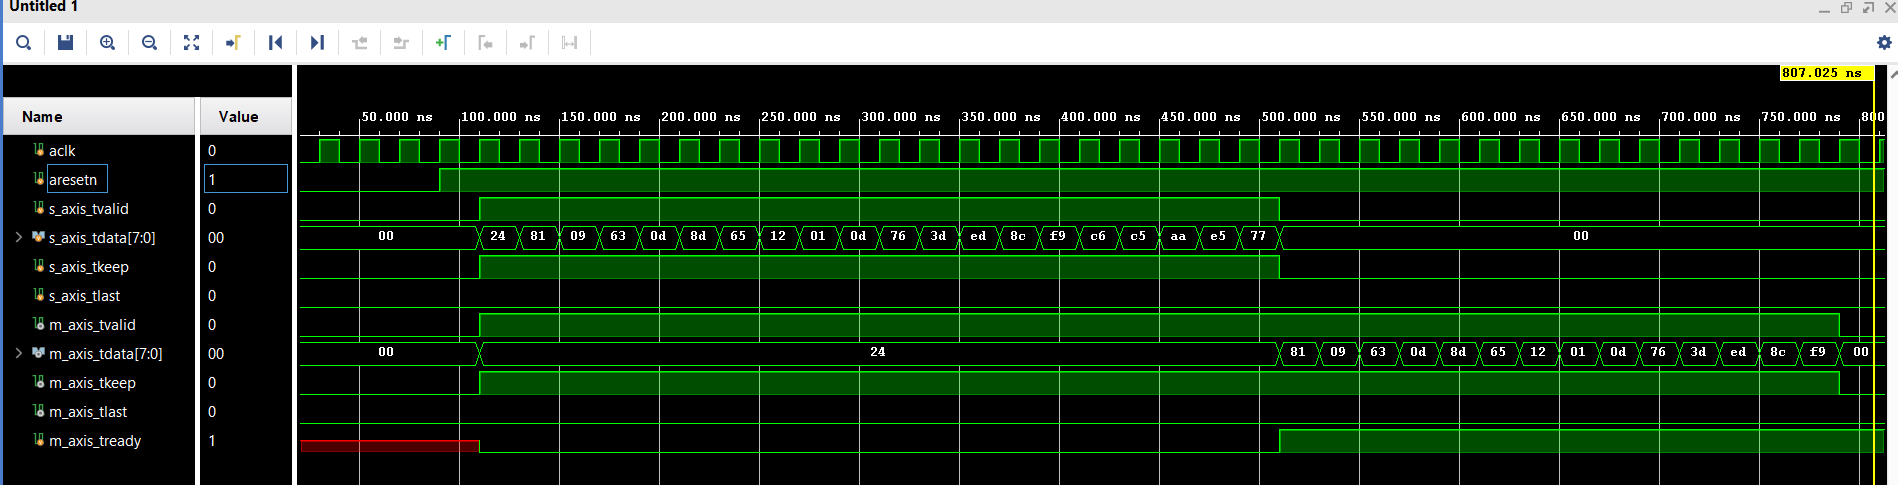 Untitled 1
807.025 ns
Name Value
50.000 ns 100.000 ns 150.000 ns 200.000 ns 250.000 ns 300.000 ns 350.000 ns 400.000 ns 450.000 ns 500.000 ns 550.000 ns 600.000 ns 650.000 ns 700.000 ns 750.000 ns 800
aclk 0
aresetn 1
s_axis_tvalid 0
s_axis_tdata[7:0] 00 00 24 81 09 63 0d 8d 65 12 01 0d 76 3d ed 8c f9 c6 c5 aa e5 77 00
s_axis_tkeep 0
s_axis_tlast 0
m_axis_tvalid 0
m_axis_tdata[7:0] 00 00 24 81 09 63 0d 8d 65 12 01 0d 76 3d ed 8c f9 00
m_axis_tkeep 0
m_axis_tlast 0
m_axis_tready 1